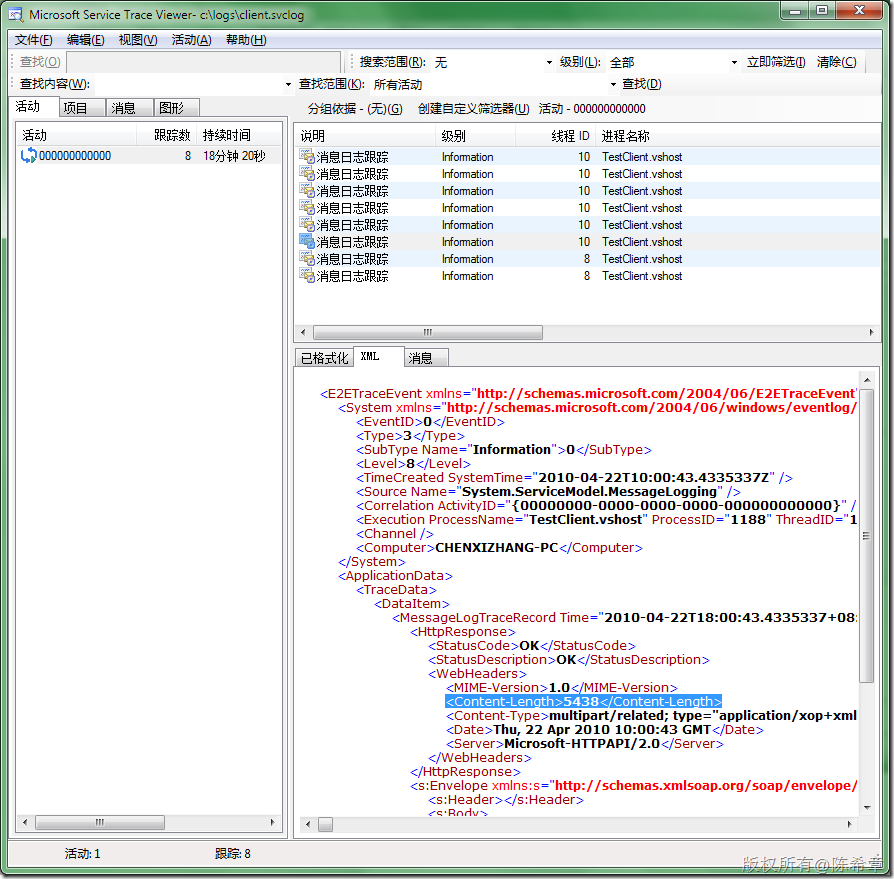 Microsoft Service Trace Viewer- c:\logs\client.svclog
文件(F) 编辑(E) 视图(V) 活动(A) 帮助(H)
查找(O) 搜索范围(R): 无 级别(L): 全部 立即筛选(I) 清除(C)
查找内容(W): 查找范围(K): 所有活动 查找(D)
活动 项目 消息 图形
分组依据 - (无)(G) 创建自定义筛选器(U) 活动 - 000000000000
活动 跟踪数 持续时间
000000000000 8 18分钟 20秒
说明 级别 线程 ID 进程名称
消息日志跟踪 Information 10 TestClient.vshost
消息日志跟踪 Information 10 TestClient.vshost
消息日志跟踪 Information 10 TestClient.vshost
消息日志跟踪 Information 10 TestClient.vshost
消息日志跟踪 Information 10 TestClient.vshost
消息日志跟踪 Information 10 TestClient.vshost
消息日志跟踪 Information 8 TestClient.vshost
消息日志跟踪 Information 8 TestClient.vshost
已格式化 XML 消息
<E2ETraceEvent xmlns="http://schemas.microsoft.com/2004/06/E2ETraceEvent"
<System xmlns="http://schemas.microsoft.com/2004/06/windows/eventlog/
<EventID>0</EventID>
<Type>3</Type>
<SubType Name="Information">0</SubType>
<Level>8</Level>
<TimeCreated SystemTime="2010-04-22T10:00:43.4335337Z" />
<Source Name="System.ServiceModel.MessageLogging" />
<Correlation ActivityID="{00000000-0000-0000-0000-000000000000}" /
<Execution ProcessName="TestClient.vshost" ProcessID="1188" ThreadID="1
<Channel />
<Computer>CHENXIZHANG-PC</Computer>
</System>
<ApplicationData>
<TraceData>
<DataItem>
<MessageLogTraceRecord Time="2010-04-22T18:00:43.4335337+08:
<HttpResponse>
<StatusCode>OK</StatusCode>
<StatusDescription>OK</StatusDescription>
<WebHeaders>
<MIME-Version>1.0</MIME-Version>
<Content-Length>5438</Content-Length>
<Content-Type>multipart/related; type="application/xop+xml
<Date>Thu, 22 Apr 2010 10:00:43 GMT</Date>
<Server>Microsoft-HTTPAPI/2.0</Server>
</WebHeaders>
</HttpResponse>
<s:Envelope xmlns:s="http://schemas.xmlsoap.org/soap/envelope/
<s:Header></s:Header>
<s:Body>
活动: 1 跟踪: 8
版权所有@陈希章